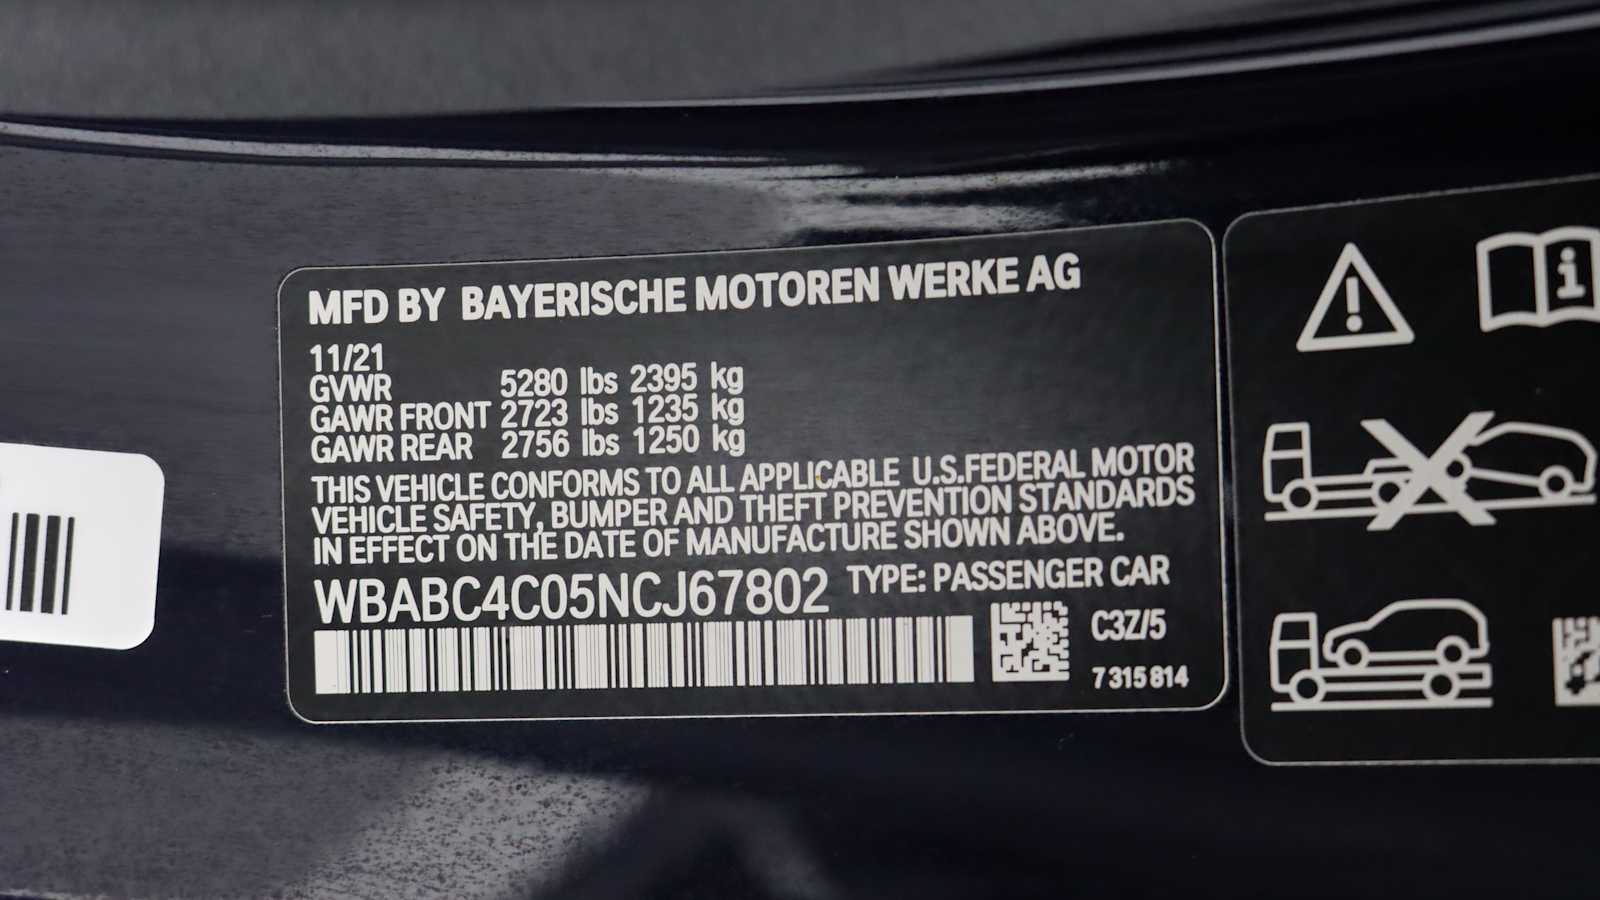 MFD BY BAYERISCHE MOTOREN WERKE AG
11/21
GVWR 5280 lbs 2395 kg
GAWR FRONT 2723 lbs 1235 kg
GAWR REAR 2756 lbs 1250 kg
THIS VEHICLE CONFORMS TO ALL APPLICABLE U.S.FEDERAL MOTOR
VEHICLE SAFETY, BUMPER AND THEFT PREVENTION STANDARDS
IN EFFECT ON THE DATE OF MANUFACTURE SHOWN ABOVE.
WBABC4C05NCJ67802 TYPE: PASSENGER CAR
C3Z/5
7 315 814